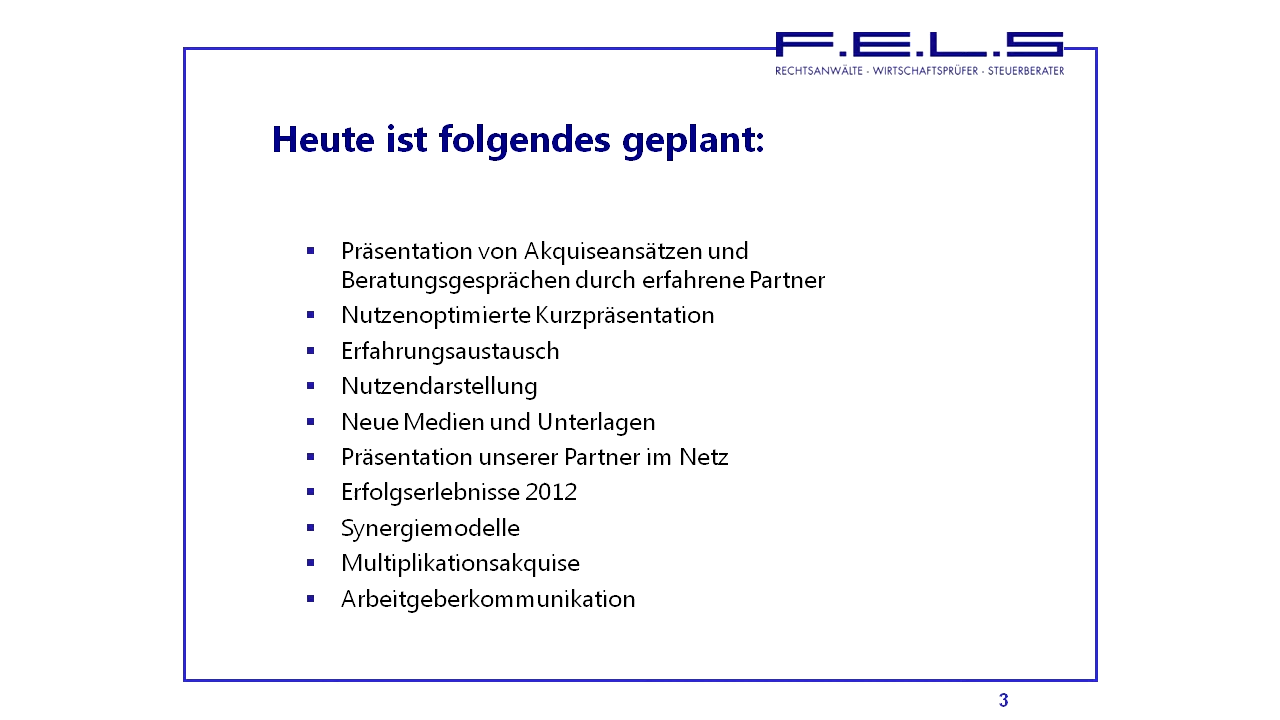 F.E.L.S
RECHTSANWÄLTE · WIRTSCHAFTSPRÜFER · STEUERBERATER
Heute ist folgendes geplant:
▪ Präsentation von Akquiseansätzen und
Beratungsgesprächen durch erfahrene Partner
▪ Nutzenoptimierte Kurzpräsentation
▪ Erfahrungsaustausch
▪ Nutzendarstellung
▪ Neue Medien und Unterlagen
▪ Präsentation unserer Partner im Netz
▪ Erfolgserlebnisse 2012
▪ Synergiemodelle
▪ Multiplikationsakquise
▪ Arbeitgeberkommunikation
3